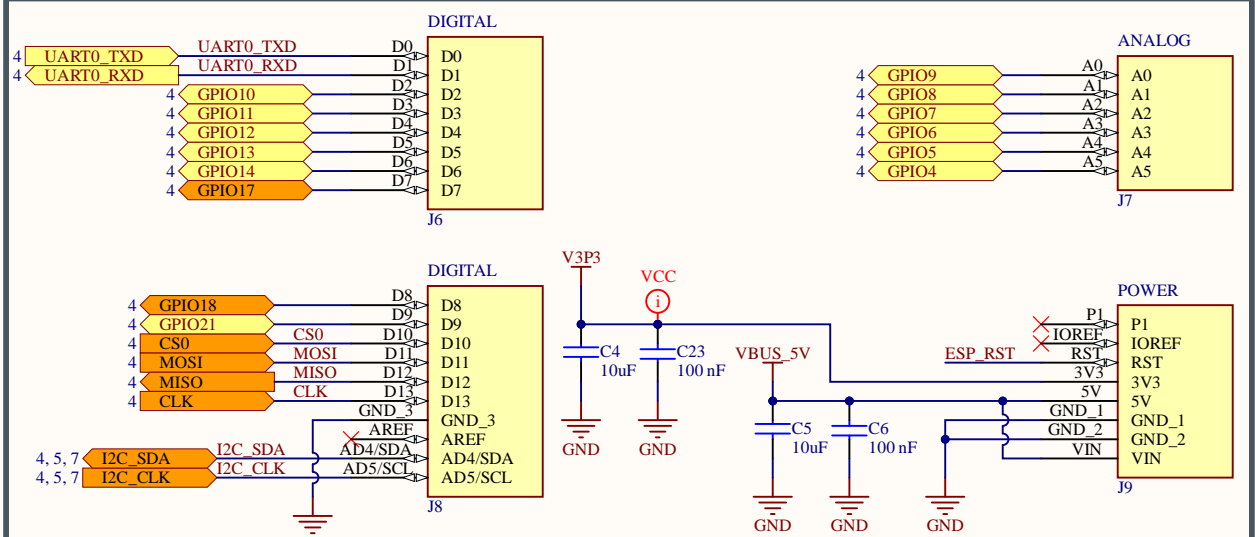 DIGITAL
4 UART0_TXD UART0_TXD D0 D0
4 UART0_RXD UART0_RXD D1 D1
4 GPIO10 D2 D2
4 GPIO11 D3 D3
4 GPIO12 D4 D4
4 GPIO13 D5 D5
4 GPIO14 D6 D6
4 GPIO17 D7 D7
J6
ANALOG
4 GPIO9 A0 A0
4 GPIO8 A1 A1
4 GPIO7 A2 A2
4 GPIO6 A3 A3
4 GPIO5 A4 A4
4 GPIO4 A5 A5
J7
DIGITAL
4 GPIO18 D8 D8
4 GPIO21 D9 D9
4 CS0 CS0 D10 D10
4 MOSI MOSI D11 D11
4 MISO MISO D12 D12
4 CLK CLK D13 D13
GND_3 GND_3
AREF AREF
4, 5, 7 I2C_SDA I2C_SDA AD4/SDA AD4/SDA
4, 5, 7 I2C_CLK I2C_CLK AD5/SCL AD5/SCL
J8
V3P3
VCC
i
C4
10uF
C23
100 nF
GND
GND
VBUS_5V
C5
10uF
C6
100 nF
GND
GND
GND
POWER
P1 P1
IOREF IOREF
ESP_RST RST RST
3V3 3V3
5V 5V
GND_1 GND_1
GND_2 GND_2
VIN VIN
J9